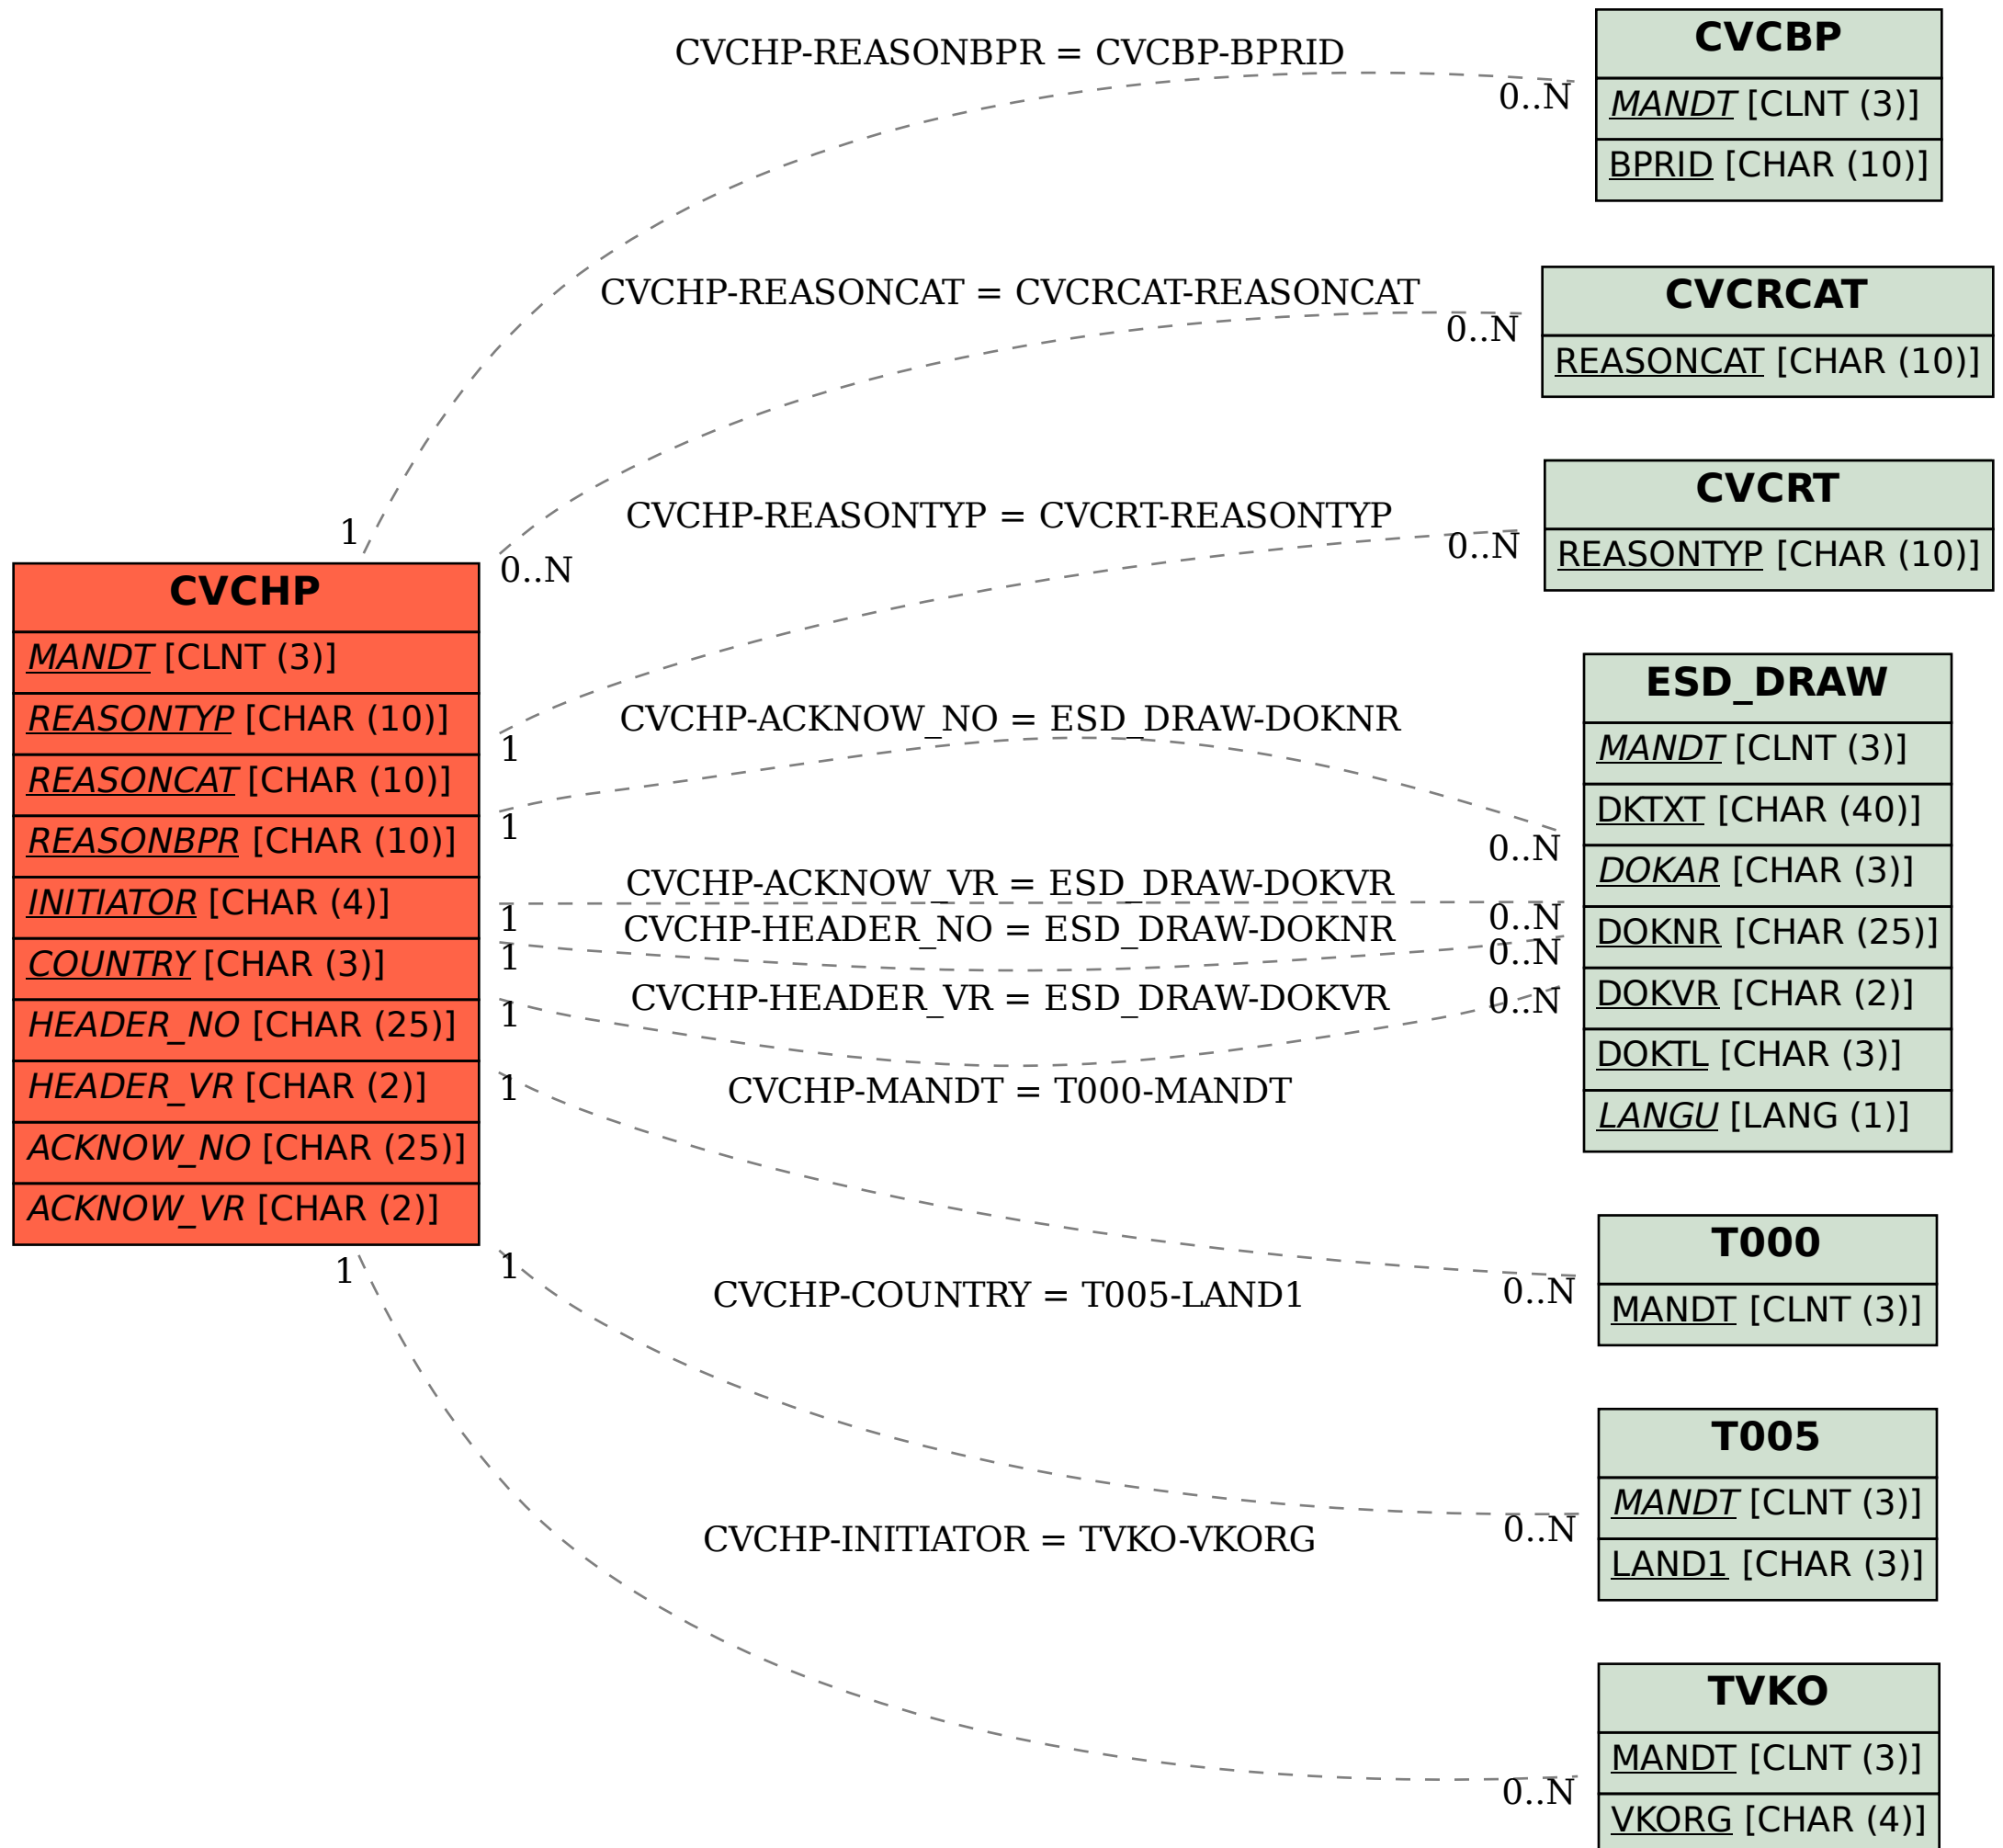 CVCHP-REASONBPR = CVCBP-BPRID
0..N
1
CVCBP
MANDT [CLNT (3)]
BPRID [CHAR (10)]
CVCHP-REASONCAT = CVCRCAT-REASONCAT
0..N
0..N
CVCRCAT
REASONCAT [CHAR (10)]
CVCHP-REASONTYP = CVCRT-REASONTYP
0..N
1
CVCRT
REASONTYP [CHAR (10)]
CVCHP
MANDT [CLNT (3)]
REASONTYP [CHAR (10)]
REASONCAT [CHAR (10)]
REASONBPR [CHAR (10)]
INITIATOR [CHAR (4)]
COUNTRY [CHAR (3)]
HEADER_NO [CHAR (25)]
HEADER_VR [CHAR (2)]
ACKNOW_NO [CHAR (25)]
ACKNOW_VR [CHAR (2)]
CVCHP-ACKNOW_NO = ESD_DRAW-DOKNR
1
0..N
CVCHP-ACKNOW_VR = ESD_DRAW-DOKVR
1
0..N
CVCHP-HEADER_NO = ESD_DRAW-DOKNR
1
0..N
CVCHP-HEADER_VR = ESD_DRAW-DOKVR
1
0..N
ESD_DRAW
MANDT [CLNT (3)]
DKTXT [CHAR (40)]
DOKAR [CHAR (3)]
DOKNR [CHAR (25)]
DOKVR [CHAR (2)]
DOKTL [CHAR (3)]
LANGU [LANG (1)]
CVCHP-MANDT = T000-MANDT
1
0..N
T000
MANDT [CLNT (3)]
CVCHP-COUNTRY = T005-LAND1
1
0..N
T005
MANDT [CLNT (3)]
LAND1 [CHAR (3)]
CVCHP-INITIATOR = TVKO-VKORG
1
0..N
TVKO
MANDT [CLNT (3)]
VKORG [CHAR (4)]